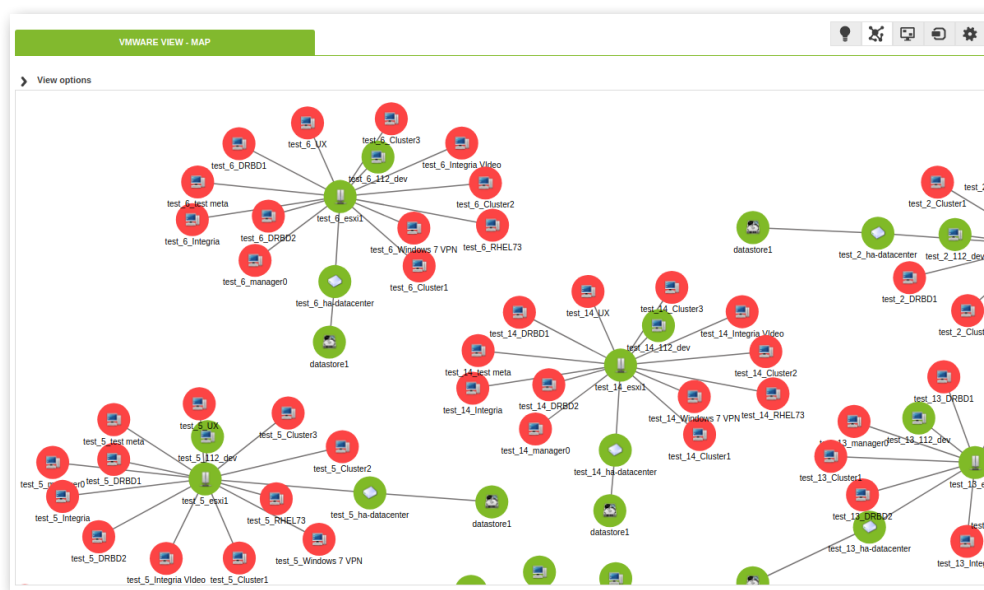 VMWARE VIEW - MAP
View options
test_6_Cluster3
test_6_UX
test_6_DRBD1
test_6_Integria VIdeo
test_6_112_dev
test_6_test meta
test_6_Cluster2
test_6_esxi1
test_6_Integria
test_6_DRBD2
test_6_Windows 7 VPN
test_6_RHEL73
test_6_manager0
test_6_Cluster1
test_6_ha-datacenter
datastore1
test_2_Cluster1
datastore1
test_2_ha-datacenter
test_2_112_dev
test_2_DRBD1
test_14_Cluster3
test_14_UX
test_14_DRBD1
test_14_Integria VIdeo
test_14_112_dev
test_14_test meta
test_14_Cluster2
test_14_esxi1
test_14_Integria
test_14_DRBD2
test_14_Windows 7 VPN
test_14_RHEL73
test_14_manager0
test_14_Cluster1
test_14_ha-datacenter
datastore1
test_5_UX
test_5_Cluster3
test_5_test meta
test_5_112_dev
test_5_Cluster2
test_5_DRBD1
test_5_esxi1
test_5_Integria
test_5_RHEL73
test_5_ha-datacenter
datastore1
test_5_DRBD2
test_5_Windows 7 VPN
test_5_Integria VIdeo
test_5_Cluster1
test_13_DRBD1
test_13_manager0
test_13_112_dev
test_13_Cluster1
test_13_DRBD2
test_13_ha-datacenter